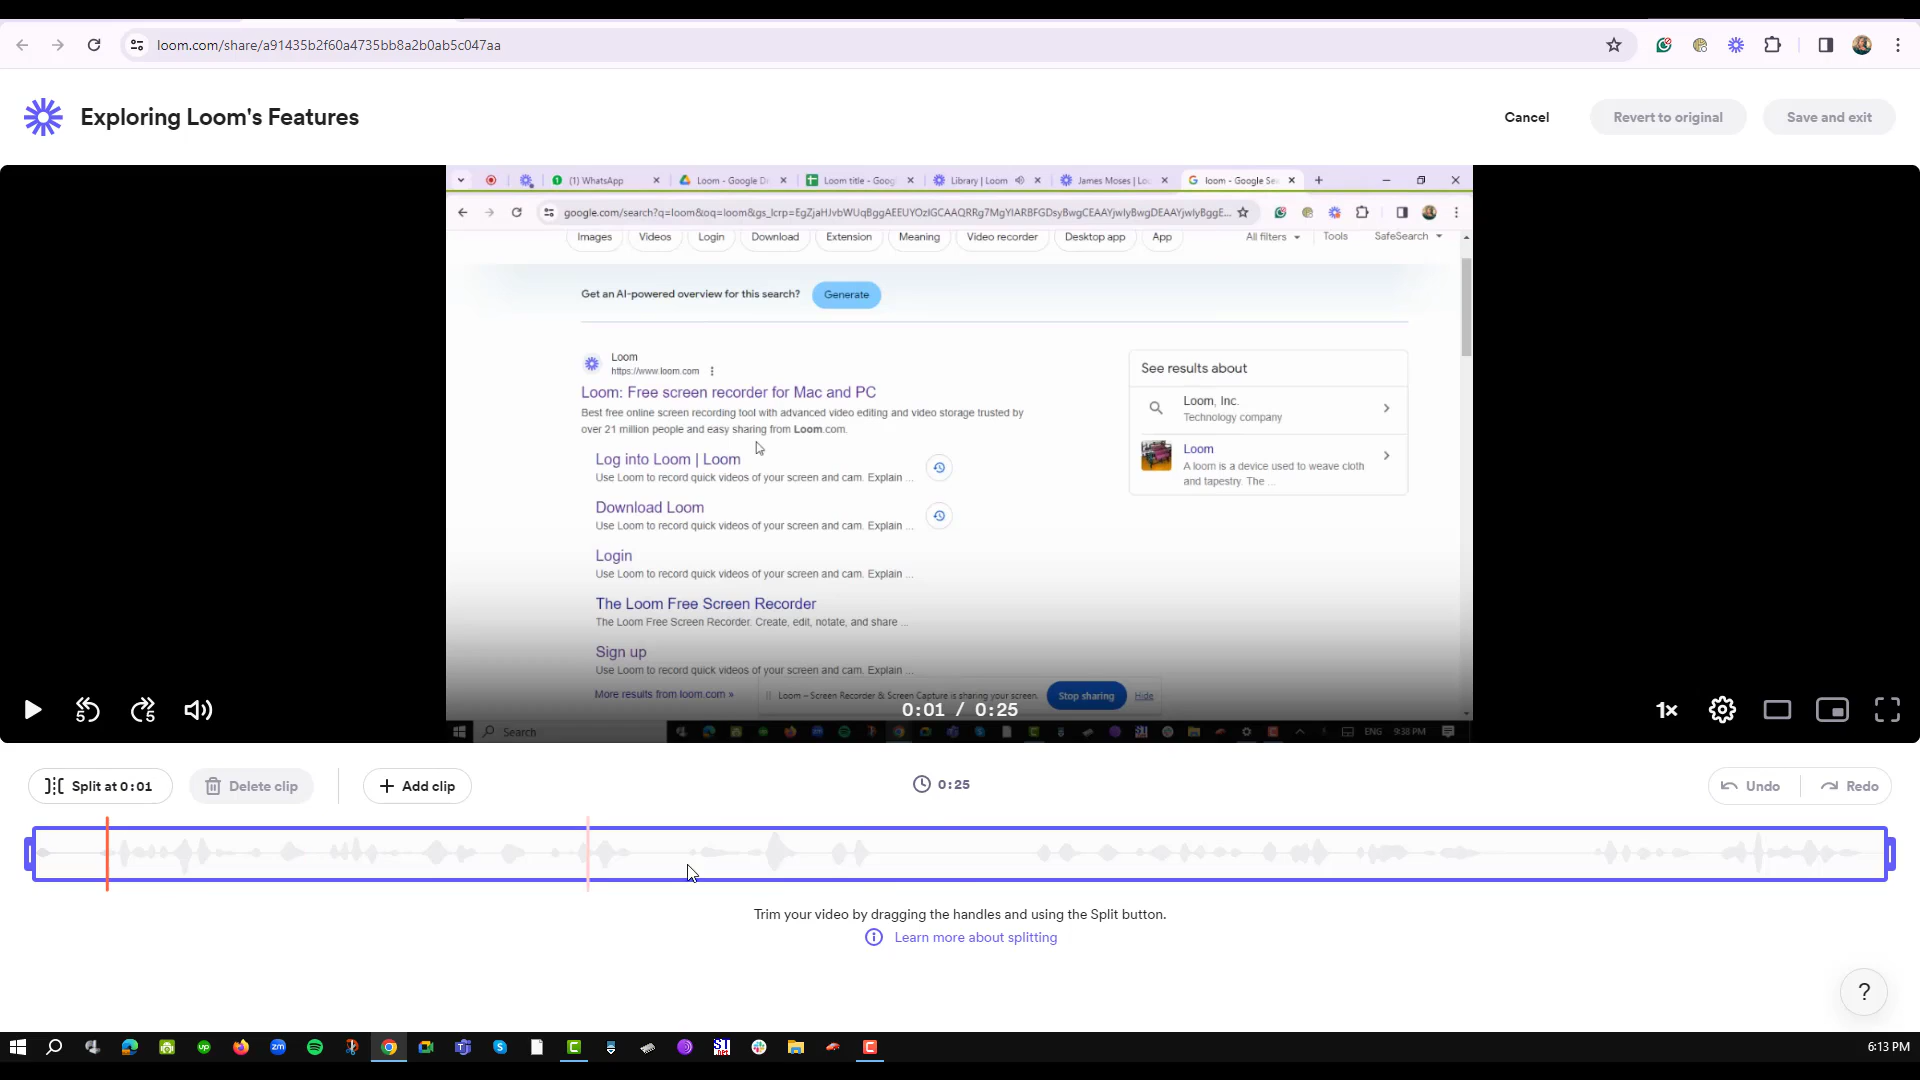 loom.com/share/a91435b2f60a4735bb8a2b0ab5c047aa
Exploring Loom's Features
Cancel
Revert to original
Save and exit
(1) WhatsApp
Loom - Google Dr
Loom title - Goog
Library | Loom
James Moses | Lo
loom - Google Se
google.com/search?q=loom&oq=loom&gs_lcrp=EgZjaHJvbWUqBggAEEUYOzIGCAAQRRg7MgYIARBFGDsyBwgCEAAYjwIyBwgDEAAYjwIyBggE...
Images
Videos
Login
Download
Extension
Meaning
Video recorder
Desktop app
App
All filters
Tools
SafeSearch
Get an AI-powered overview for this search?
Generate
Loom
https://www.loom.com
Loom: Free screen recorder for Mac and PC
Best free online screen recording tool with advanced video editing and video storage trusted by
over 21 million people and easy sharing from Loom.com.
Log into Loom | Loom
Use Loom to record quick videos of your screen and cam. Explain ...
Download Loom
Use Loom to record quick videos of your screen and cam. Explain ...
Login
Use Loom to record quick videos of your screen and cam. Explain ...
The Loom Free Screen Recorder
The Loom Free Screen Recorder. Create, edit, notate, and share ...
Sign up
Use Loom to record quick videos of your screen and cam. Explain ...
More results from loom.com »
See results about
Loom, Inc.
Technology company
Loom
A loom is a device used to weave cloth
and tapestry. The ...
Loom – Screen Recorder & Screen Capture is sharing your screen.
Stop sharing
Hide
5
5
0:01 / 0:25
1×
Search
ENG
9:38 PM
Split at 0:01
Delete clip
Add clip
0:25
Undo
Redo
Trim your video by dragging the handles and using the Split button.
Learn more about splitting
?
up
zm
6:13 PM